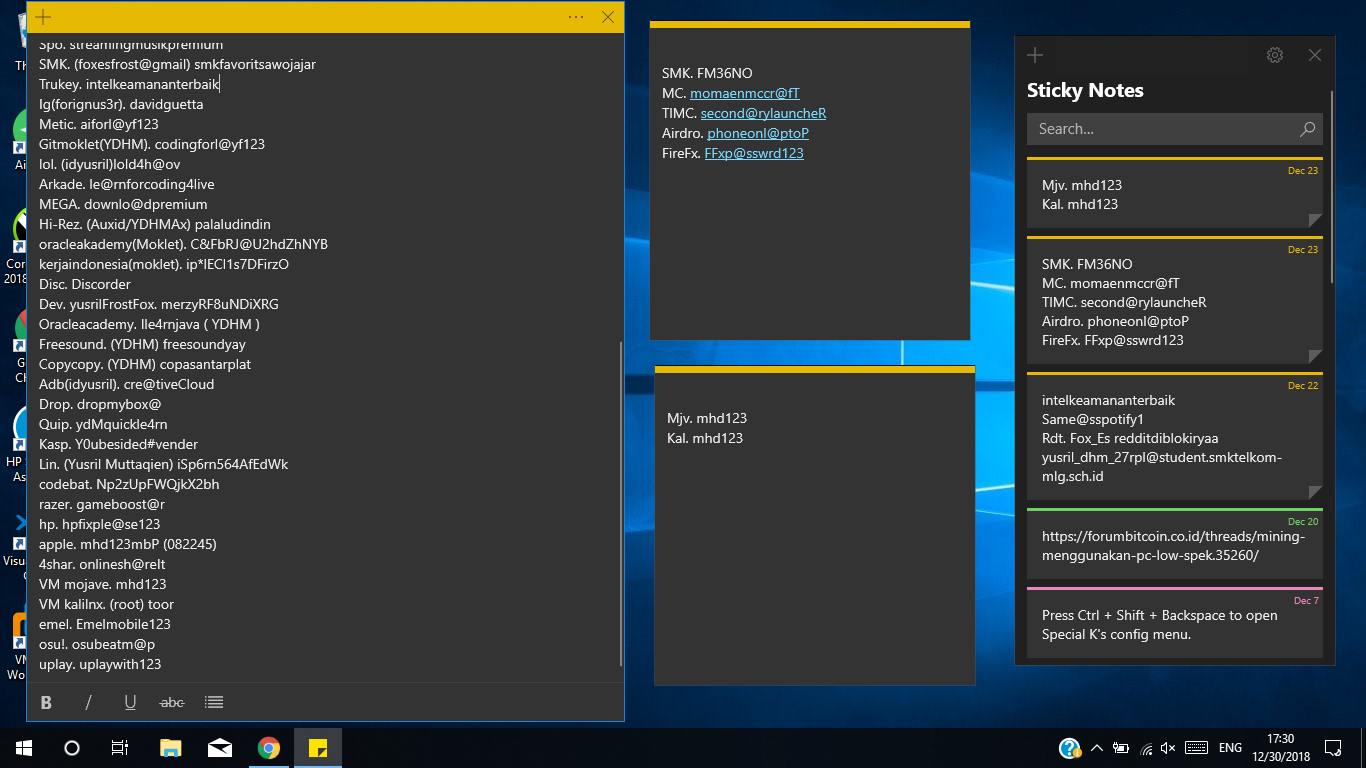 Spo. streamingmusikpremium
SMK. (foxesfrost@gmail) smkfavoritsawojajar
Trukey. intelkeamananterbaik
Ig(forignus3r). davidguetta
Metic. aiforl@yf123
Gitmoklet(YDHM). codingforl@yf123
lol. (idyusril)lold4h@ov
Arkade. le@rnforcoding4live
MEGA. downlo@dpremium
Hi-Rez. (Auxid/YDHMAx) palaludindin
oracleakademy(Moklet). C&FbRJ@U2hdZhNYB
kerjaindonesia(moklet). ip*lECl1s7DFirzO
Disc. Discorder
Dev. yusrilFrostFox. merzyRF8uNDiXRG
Oracleacademy. lle4rnjava ( YDHM )
Freesound. (YDHM) freesoundyay
Copycopy. (YDHM) copasantarplat
Adb(idyusril). cre@tiveCloud
Drop. dropmybox@
Quip. ydMquickle4rn
Kasp. Y0ubesided#vender
Lin. (Yusril Muttaqien) iSp6rn564AfEdWk
codebat. Np2zUpFWQjkX2bh
razer. gameboost@r
hp. hpfixple@se123
apple. mhd123mbP (082245)
4shar. onlinesh@relt
VM mojave. mhd123
VM kalilnx. (root) toor
emel. Emelmobile123
osu!. osubeatm@p
uplay. uplaywith123
B / U abc
SMK. FM36NO
MC. momaenmccr@fT
TIMC. second@rylauncheR
Airdro. phoneonl@ptoP
FireFx. FFxp@sswrd123
Mjv. mhd123
Kal. mhd123
Sticky Notes
Search...
Dec 23
Mjv. mhd123
Kal. mhd123
Dec 23
SMK. FM36NO
MC. momaenmccr@fT
TIMC. second@rylauncheR
Airdro. phoneonl@ptoP
FireFx. FFxp@sswrd123
Dec 22
intelkeamananterbaik
Same@sspotify1
Rdt. Fox_Es redditdiblokiryaa
yusril_dhm_27rpl@student.smktelkom-
mlg.sch.id
Dec 20
https://forumbitcoin.co.id/threads/mining-
menggunakan-pc-low-spek.35260/
Dec 7
Press Ctrl + Shift + Backspace to open
Special K's config menu.
ENG
17:30
12/30/2018